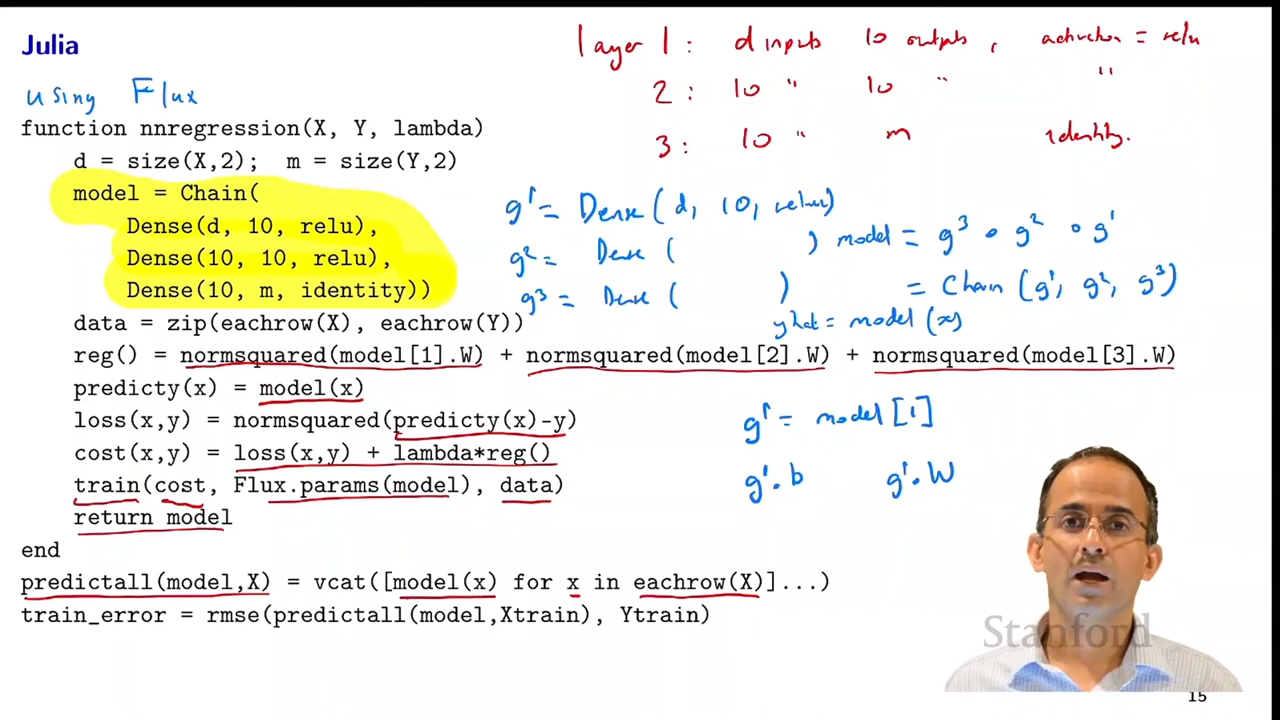 Julia
layer 1: d inputs 10 outputs, activation = relu
2: 10 " 10 " "
3: 10 " m identity.
using Flux
function nnregression(X, Y, lambda)
d = size(X,2); m = size(Y,2)
model = Chain(
Dense(d, 10, relu),
Dense(10, 10, relu),
Dense(10, m, identity))
g¹ = Dense(d, 10, relu)
g² = Dense( )
g³ = Dense( )
model = g³ ∘ g² ∘ g¹
= Chain (g¹, g², g³)
yhat = model (x)
data = zip(eachrow(X), eachrow(Y))
reg() = normsquared(model[1].W) + normsquared(model[2].W) + normsquared(model[3].W)
predicty(x) = model(x)
loss(x,y) = normsquared(predicty(x)-y)
cost(x,y) = loss(x,y) + lambda*reg()
train(cost, Flux.params(model), data)
return model
g¹ = model [1]
g¹.b g¹.W
end
predictall(model,X) = vcat([model(x) for x in eachrow(X)]...)
train_error = rmse(predictall(model,Xtrain), Ytrain)
Stanford
15